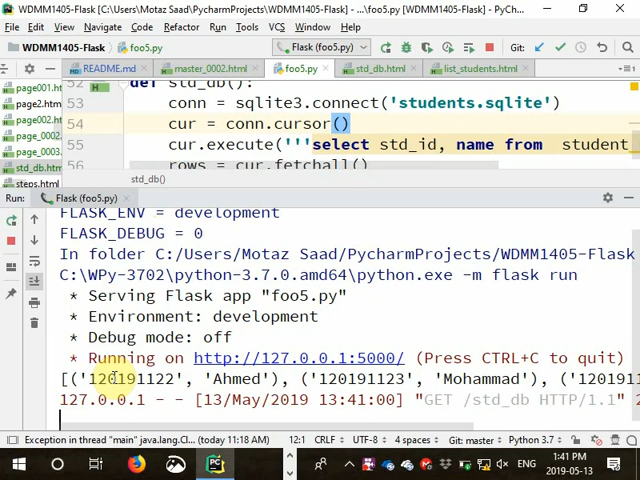 WDMM1405-Flask [C:\Users\Motaz Saad\PycharmProjects\WDMM1405-Flask] - ...\foo5.py - PyChar...
File Edit View Navigate Code Refactor Run Tools VCS Window Help
WDMM1405-Flask foo5.py Flask (foo5.py) Git:
README.md master_0002.html foo5.py std_db.html list_students.html
page001.h
page2.html
page_0002.
page_0003.
std_db.htm
steps.html
52 def std_db():
53 conn = sqlite3.connect('students.sqlite')
54 cur = conn.cursor()
55 cur.execute('''select std_id, name from student
56 rows = cur.fetchall()
std_db()
Run: Flask (foo5.py)
FLASK_ENV = development
FLASK_DEBUG = 0
In folder C:/Users/Motaz Saad/PycharmProjects/WDMM1405-Flask
C:\WPy-3702\python-3.7.0.amd64\python.exe -m flask run
* Serving Flask app "foo5.py"
* Environment: development
* Debug mode: off
* Running on http://127.0.0.1:5000/ (Press CTRL+C to quit)
[('120191122', 'Ahmed'), ('120191123', 'Mohammad'), ('1201911
127.0.0.1 - - [13/May/2019 13:41:00] "GET /std_db HTTP/1.1" 2
Exception in thread "main" java.lang.Cl... (today 11:18 AM) 12:1 CRLF UTF-8 4 spaces Git: master Python 3.7
1:41 PM
2019-05-13